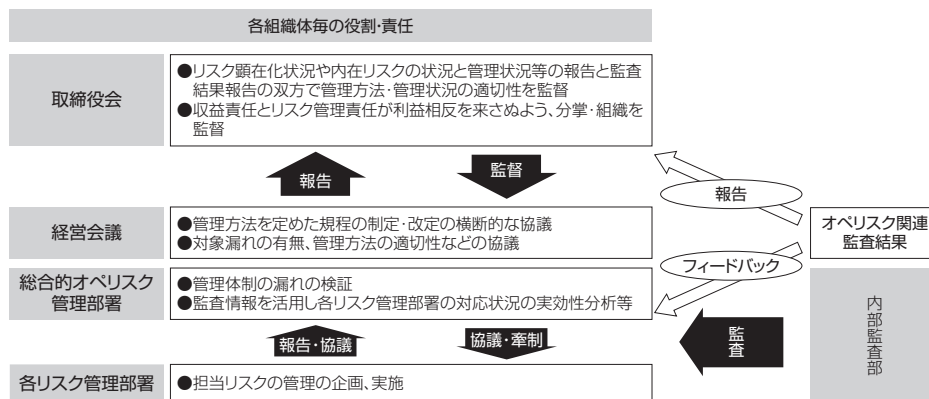 各組織体毎の役割・責任
取締役会
●リスク顕在化状況や内在リスクの状況と管理状況等の報告と監査
結果報告の双方で管理方法・管理状況の適切性を監督
●収益責任とリスク管理責任が利益相反を来さぬよう、分掌・組織を
監督
報告
監督
報告
経営会議
●管理方法を定めた規程の制定・改定の横断的な協議
●対象漏れの有無、管理方法の適切性などの協議
オペリスク関連
監査結果
フィードバック
総合的オペリスク
管理部署
●管理体制の漏れの検証
●監査情報を活用し各リスク管理部署の対応状況の実効性分析等
報告・協議
協議・牽制
監査
内部監査部
各リスク管理部署
●担当リスクの管理の企画、実施